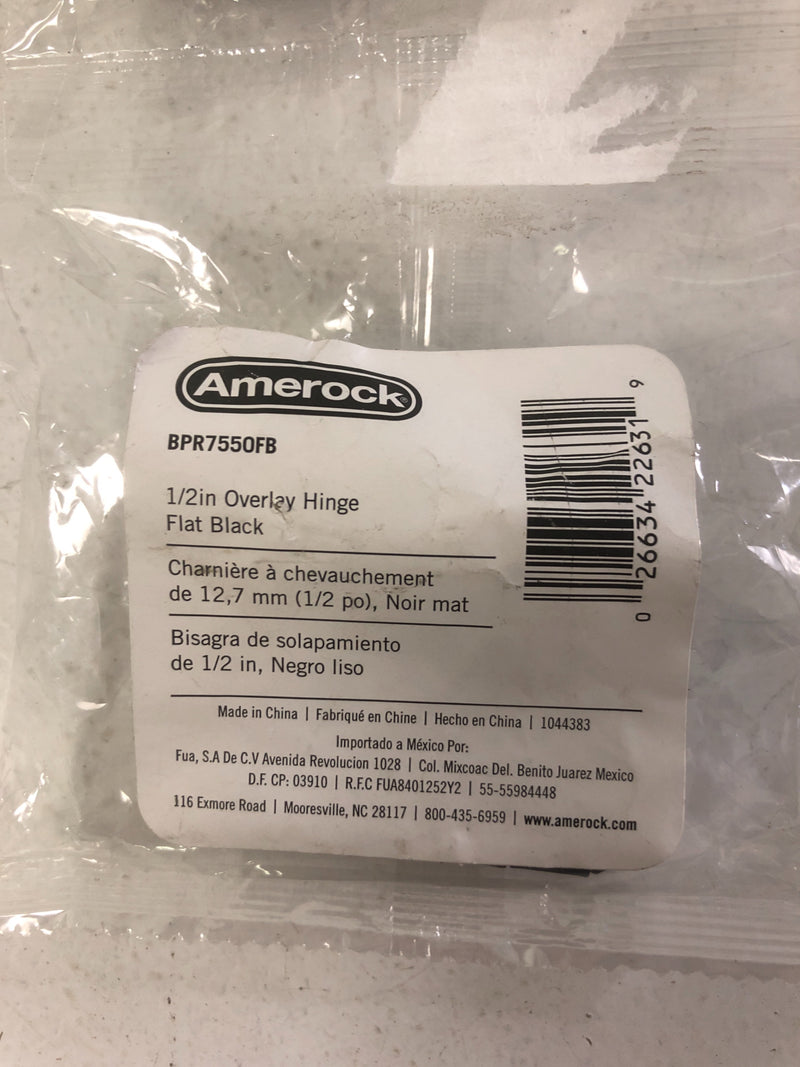 Amerock®
BPR7550FB
1/2in Overlay Hinge
Flat Black
Charnière à chevauchement
de 12,7 mm (1/2 po), Noir mat
Bisagra de solapamiento
de 1/2 in, Negro liso
0 26634 22631 9
Made in China | Fabriqué en Chine | Hecho en China | 1044383
Importado a México Por:
Fua, S.A De C.V Avenida Revolucion 1028 | Col. Mixcoac Del. Benito Juarez Mexico
D.F. CP: 03910 | R.F.C FUA8401252Y2 | 55-55984448
116 Exmore Road | Mooresville, NC 28117 | 800-435-6959 | www.amerock.com